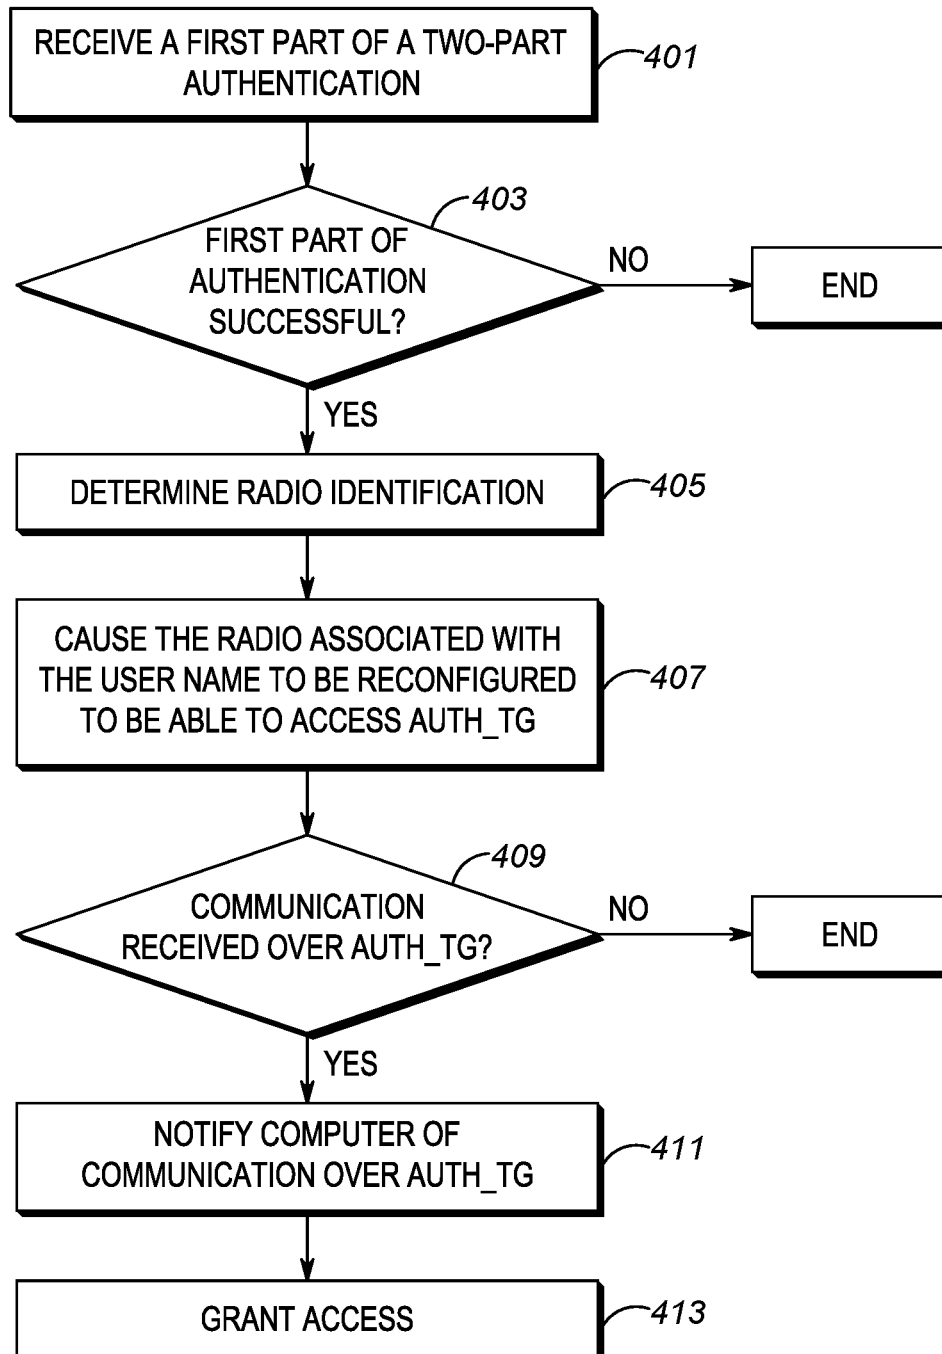 RECEIVE A FIRST PART OF A TWO-PART
AUTHENTICATION
401
403
FIRST PART OF
AUTHENTICATION
SUCCESSFUL?
NO
END
YES
DETERMINE RADIO IDENTIFICATION
405
CAUSE THE RADIO ASSOCIATED WITH
THE USER NAME TO BE RECONFIGURED
TO BE ABLE TO ACCESS AUTH_TG
407
409
COMMUNICATION
RECEIVED OVER AUTH_TG?
NO
END
YES
NOTIFY COMPUTER OF
COMMUNICATION OVER AUTH_TG
411
GRANT ACCESS
413